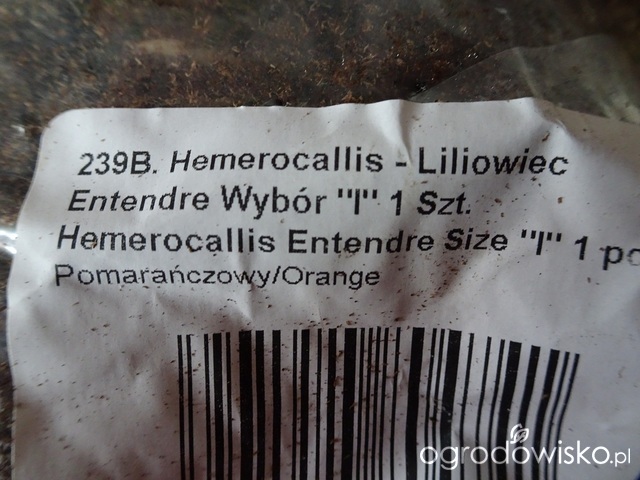 239B. Hemerocallis - Liliowiec
Entendre Wybór "I" 1 Szt.
Hemerocallis Entendre Size "I" 1
Pomarańczowy/Orange
ogrodowisko.pl